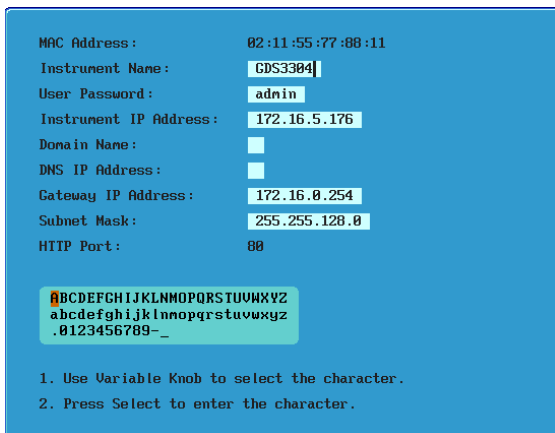 MAC Address: 02:11:55:77:88:11
Instrument Name: GDS3304
User Password: admin
Instrument IP Address: 172.16.5.176
Domain Name:
DNS IP Address:
Gateway IP Address: 172.16.0.254
Subnet Mask: 255.255.128.0
HTTP Port: 80
ABCDEFGHIJKLNMOPQRSTUVWXYZ
abcdefghijklnmopqrstuvwxyz
.0123456789-_
1. Use Variable Knob to select the character.
2. Press Select to enter the character.